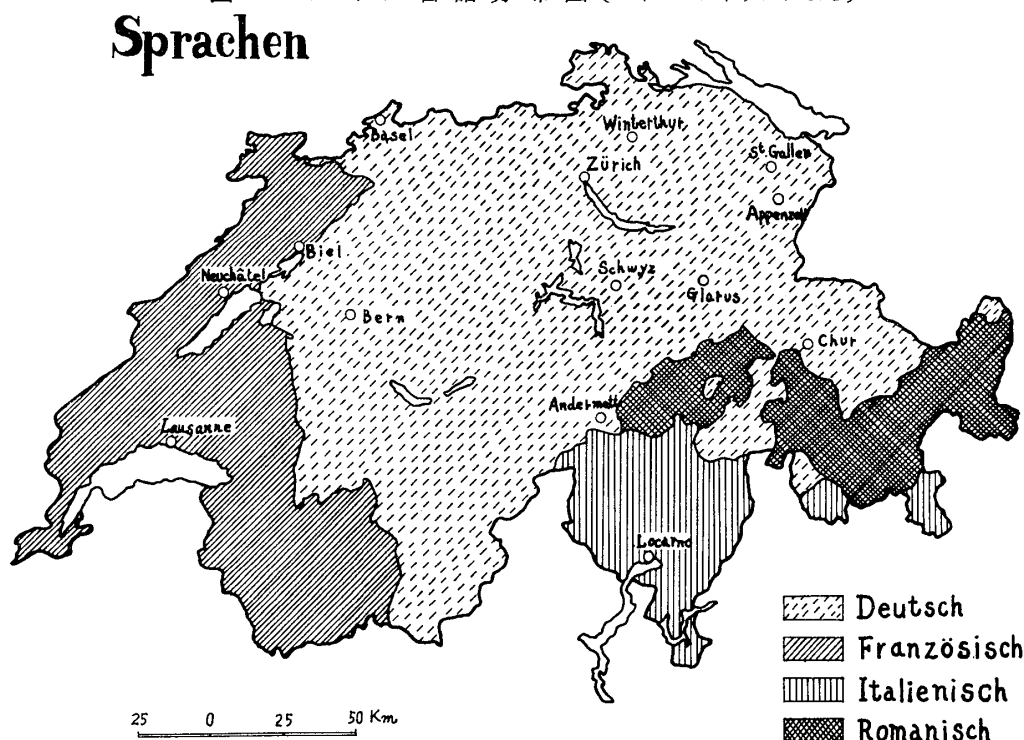 Sprachen
Basel
Winterthur
St. Gallen
Zürich
Appenzell
Biel
Neuchâtel
Schwyz
Glarus
Bern
Chur
Andermatt
Lausanne
Locarno
Deutsch
Französisch
Italienisch
Romanisch
25 0 25 50 Km